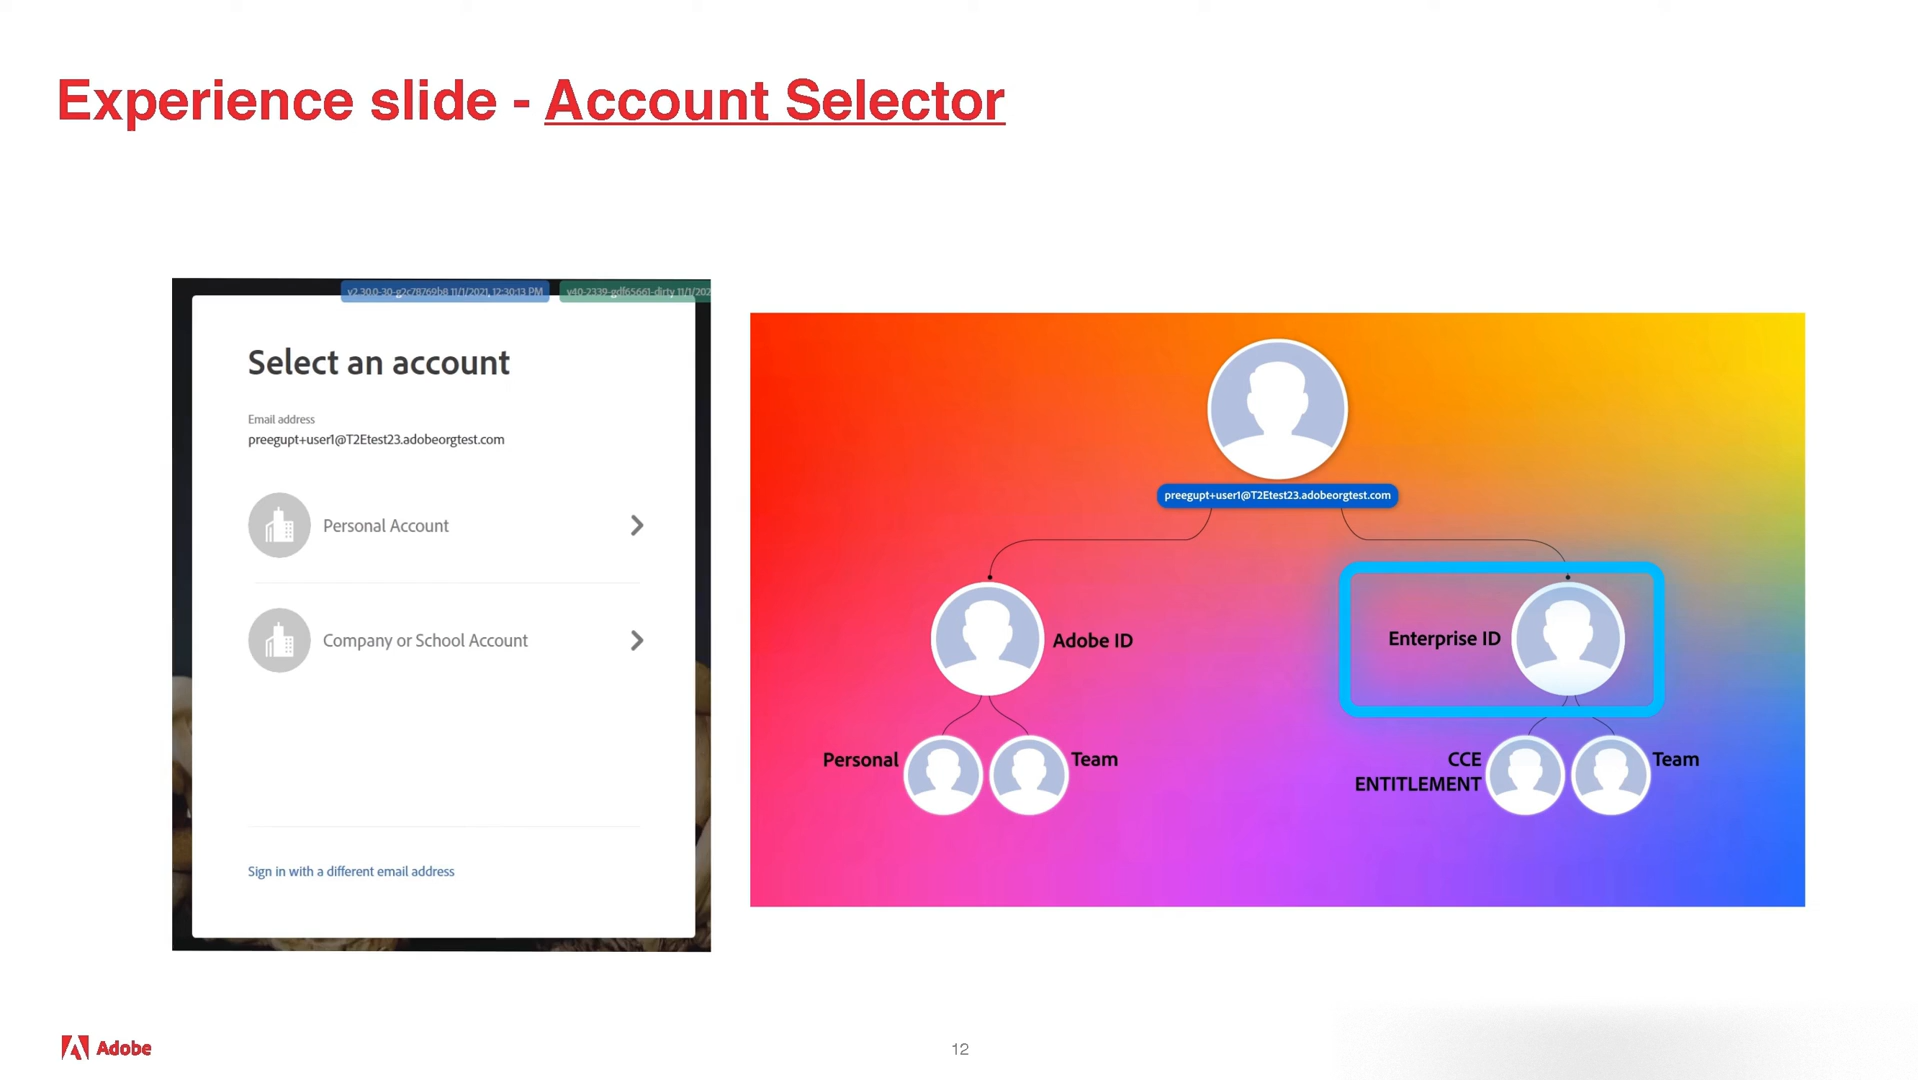 Experience slide - Account Selector
v2.30.0-30-g2c78769b8 11/1/2021, 12:30:13 PM
v40-2339-gdf65661-dirty 11/1/202
Select an account
Email address
preegupt+user1@T2Etest23.adobeorgtest.com
Personal Account
Company or School Account
Sign in with a different email address
preegupt+user1@T2Etest23.adobeorgtest.com
Adobe ID
Enterprise ID
Personal
Team
CCE
ENTITLEMENT
Team
Adobe
12